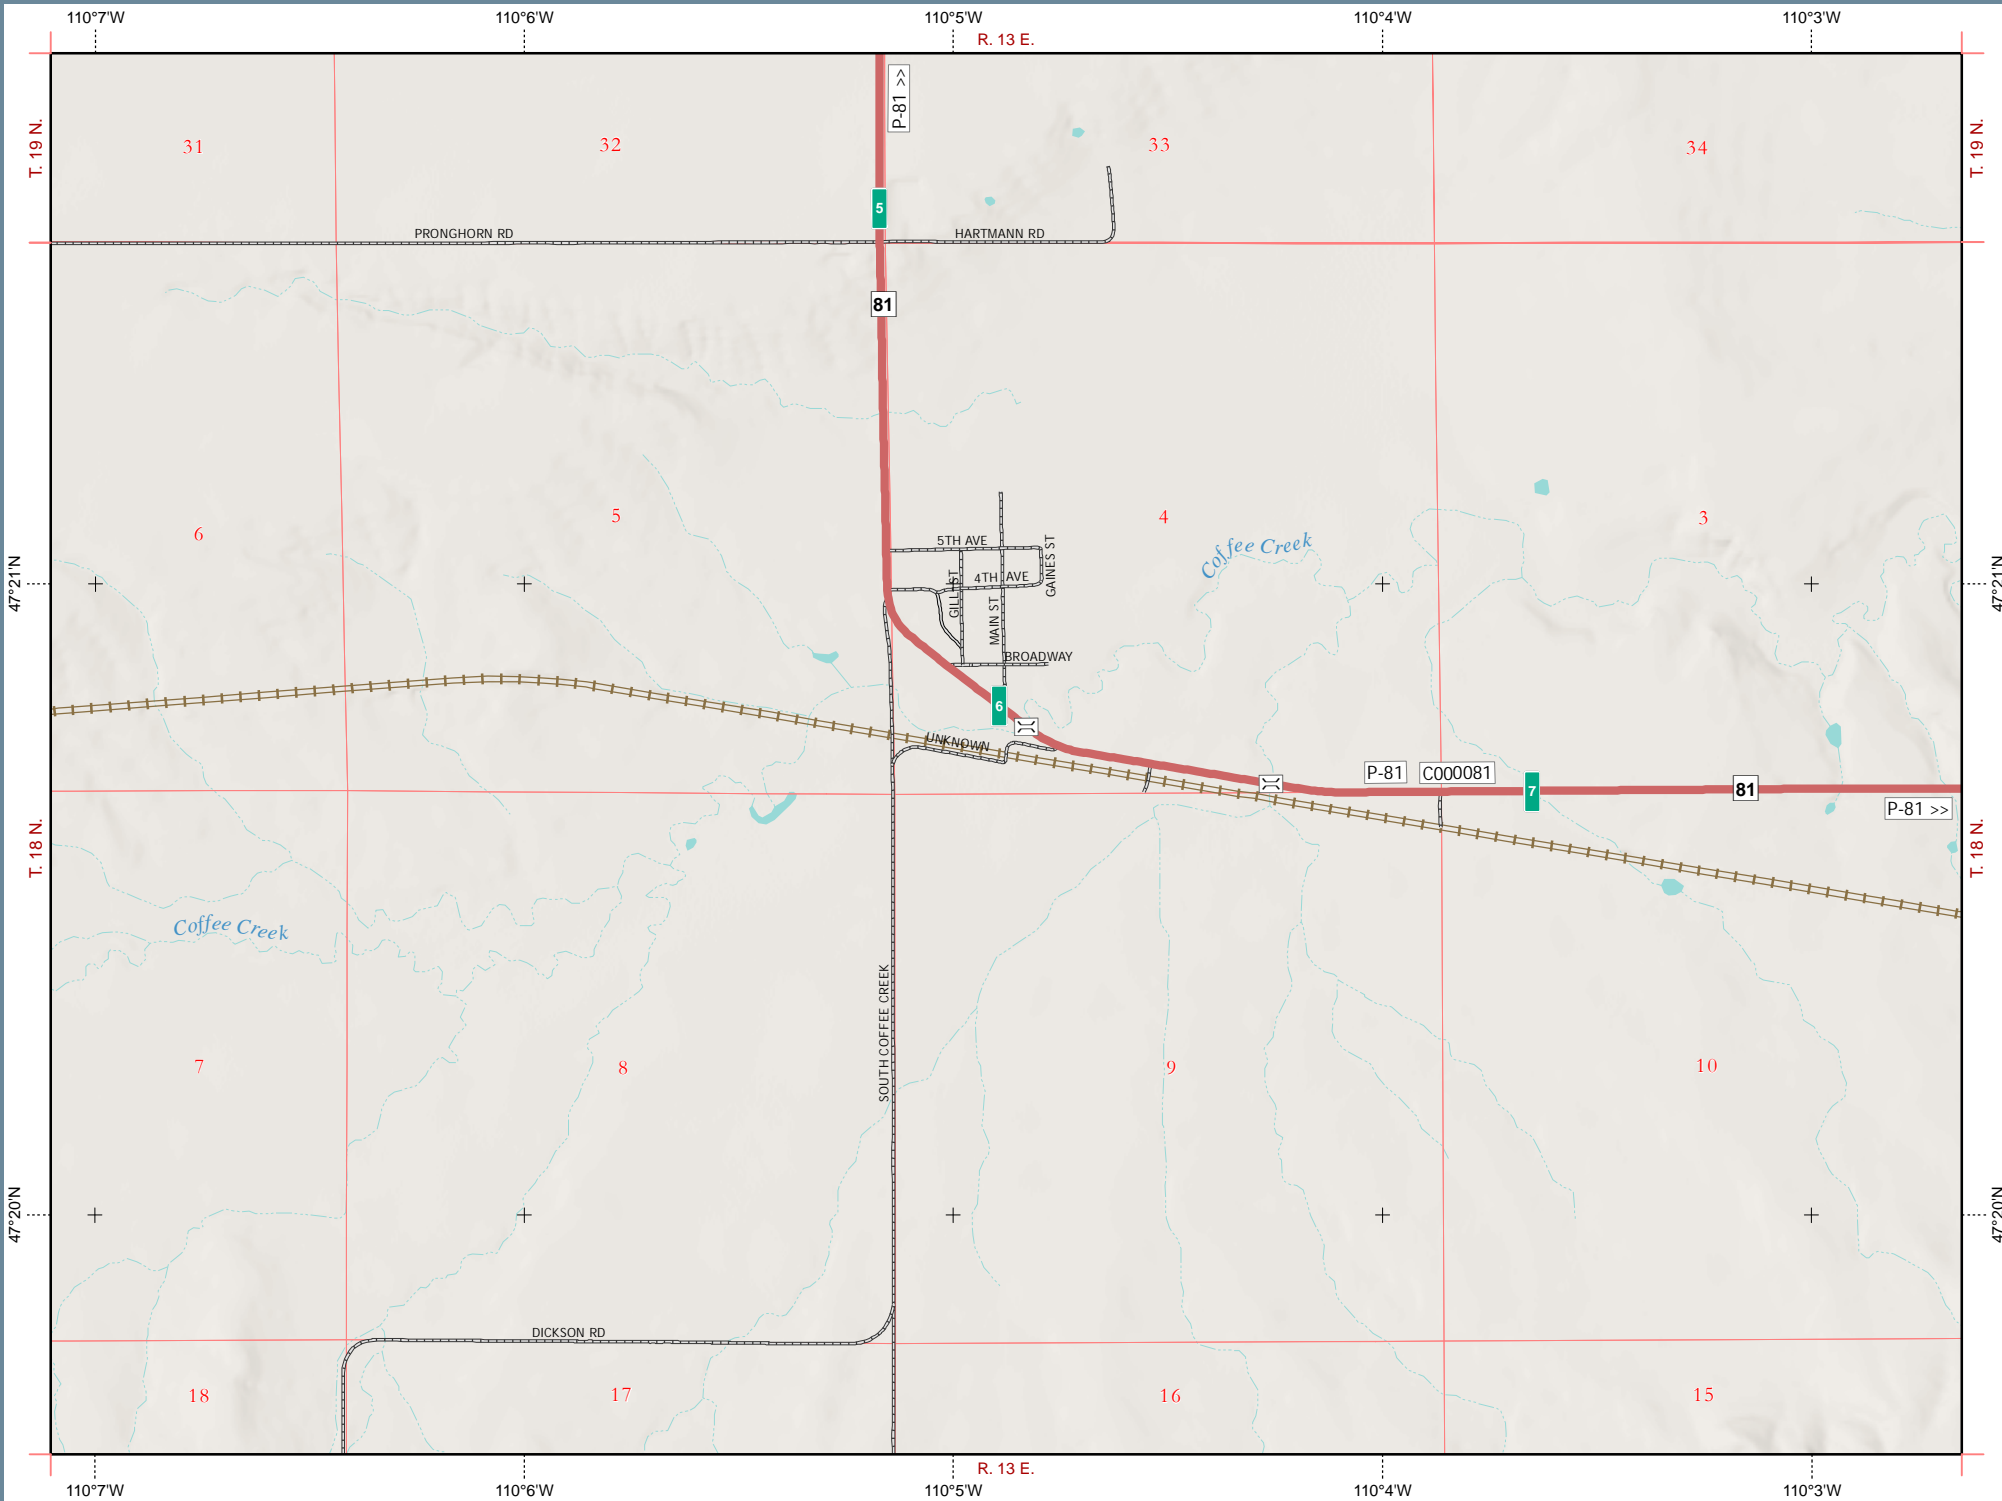 110°7'W 110°6'W 110°5'W 110°4'W 110°3'W
R. 13 E.
T. 19 N.
T. 19 N.
P-81 >>
31
32
33
34
5
PRONGHORN RD
HARTMANN RD
81
6
5
4
3
5TH AVE
GAINES ST
Coffee Creek
47°21'N
47°21'N
4TH AVE
GILL ST
MAIN ST
BROADWAY
6
UNKNOWN
P-81
C000081
7
81
P-81 >>
T. 18 N.
T. 18 N.
Coffee Creek
SOUTH COFFEE CREEK
7
8
9
10
47°20'N
47°20'N
DICKSON RD
18
17
16
15
R. 13 E.
110°7'W 110°6'W 110°5'W 110°4'W 110°3'W